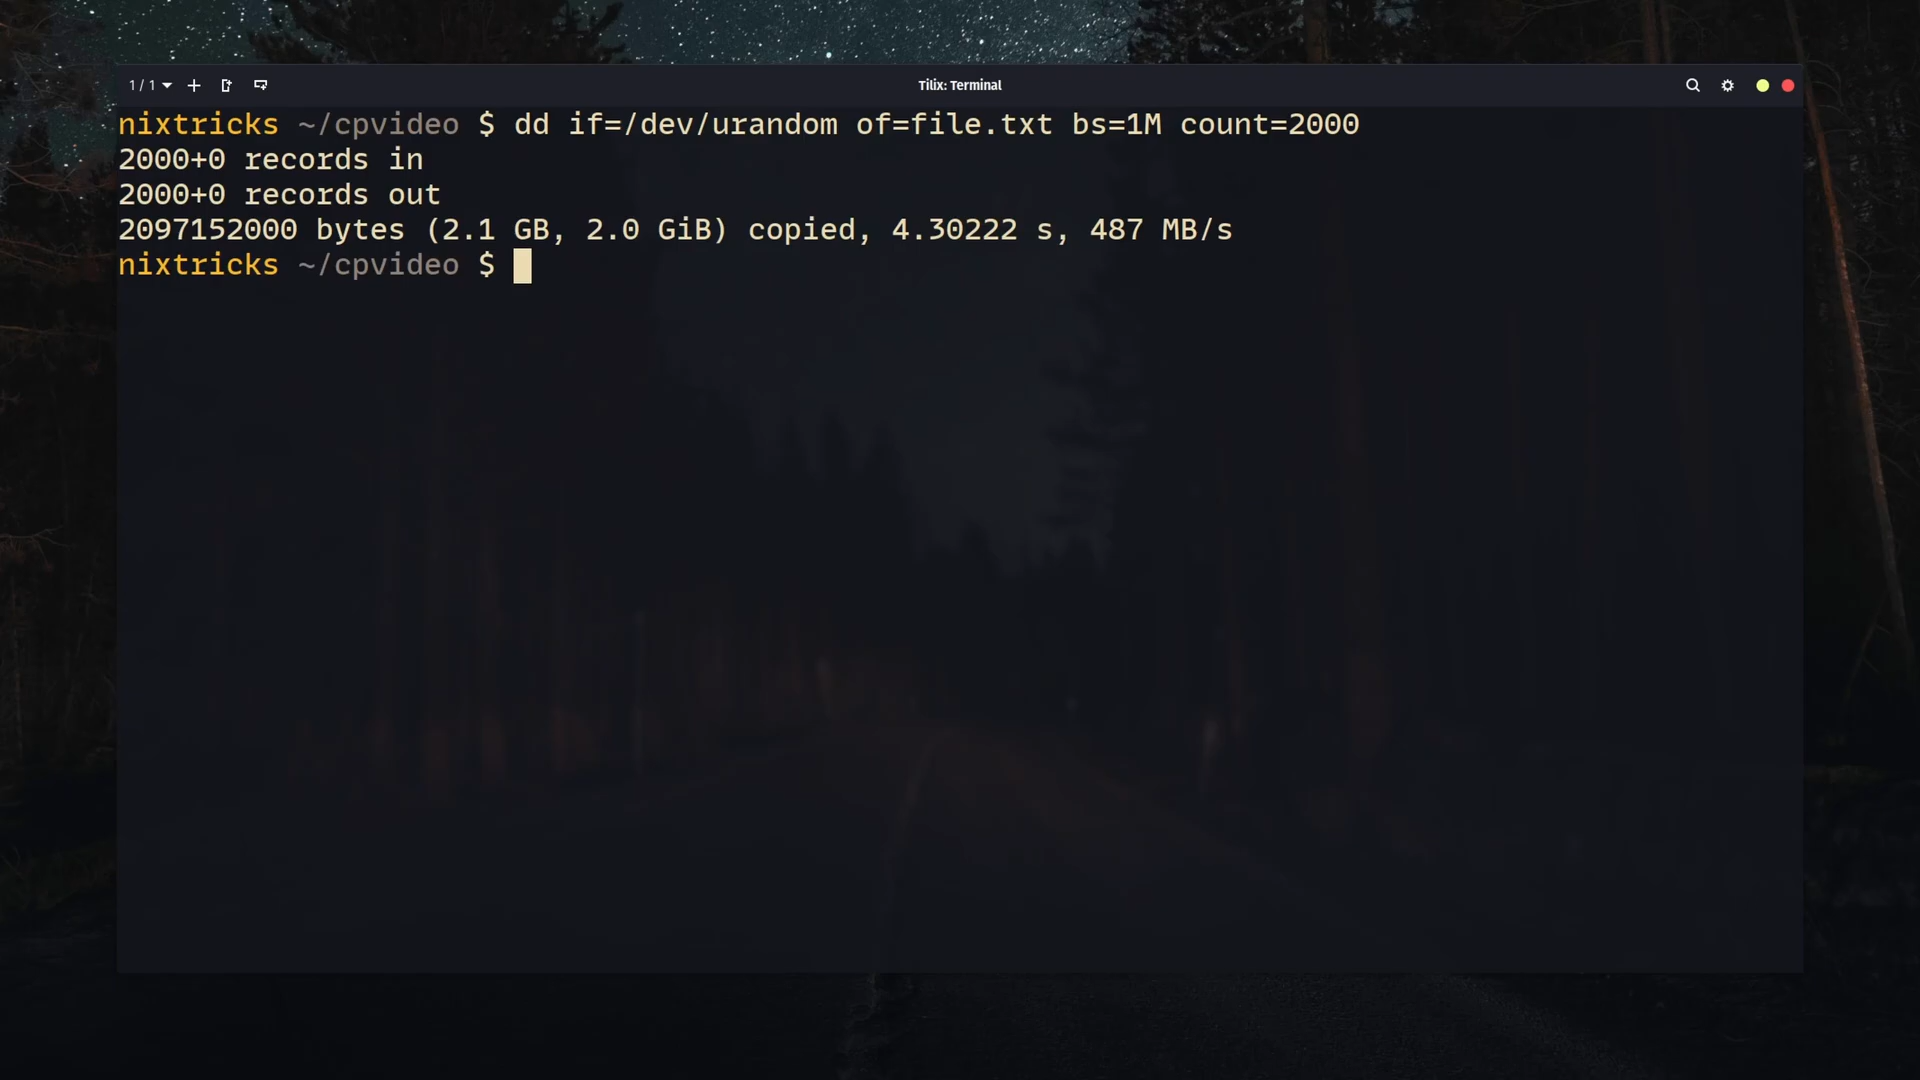 1 / 1
Tilix: Terminal
nixtricks ~/cpvideo $ dd if=/dev/urandom of=file.txt bs=1M count=2000
2000+0 records in
2000+0 records out
2097152000 bytes (2.1 GB, 2.0 GiB) copied, 4.30222 s, 487 MB/s
nixtricks ~/cpvideo $